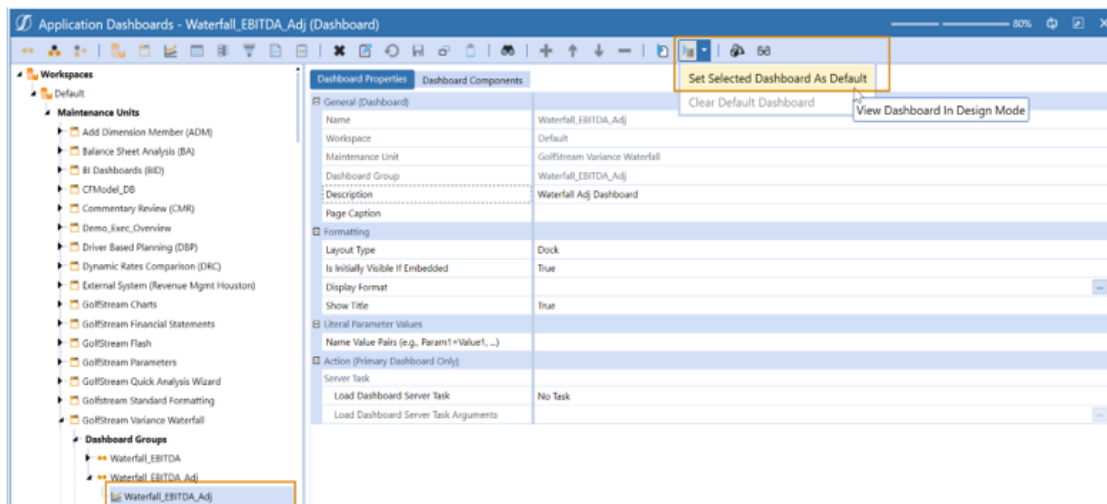 Application Dashboards - Waterfall_EBITDA_Adj (Dashboard)
80%
Set Selected Dashboard As Default
Clear Default Dashboard
View Dashboard In Design Mode
Workspaces
Default
Maintenance Units
Add Dimension Member (ADM)
Balance Sheet Analysis (BA)
BI Dashboards (BID)
CFModel_DB
Commentary Review (CMR)
Demo_Exec_Overview
Driver Based Planning (DBP)
Dynamic Rates Comparison (DRC)
External System (Revenue Mgmt Houston)
GolfStream Charts
GolfStream Financial Statements
GolfStream Flash
GolfStream Parameters
GolfStream Quick Analysis Wizard
Golfstream Standard Formatting
GolfStream Variance Waterfall
Dashboard Groups
Waterfall_EBITDA
Waterfall_EBITDA_Adj
Waterfall_EBITDA_Adj
Dashboard Properties Dashboard Components
General (Dashboard)
Name Waterfall_EBITDA_Adj
Workspace Default
Maintenance Unit GolfStream Variance Waterfall
Dashboard Group Waterfall_EBITDA_Adj
Description Waterfall Adj Dashboard
Page Caption
Formatting
Layout Type Dock
Is Initially Visible If Embedded True
Display Format
Show Title True
Literal Parameter Values
Name Value Pairs (e.g., Param1=Value1, ...)
Action (Primary Dashboard Only)
Server Task
Load Dashboard Server Task No Task
Load Dashboard Server Task Arguments